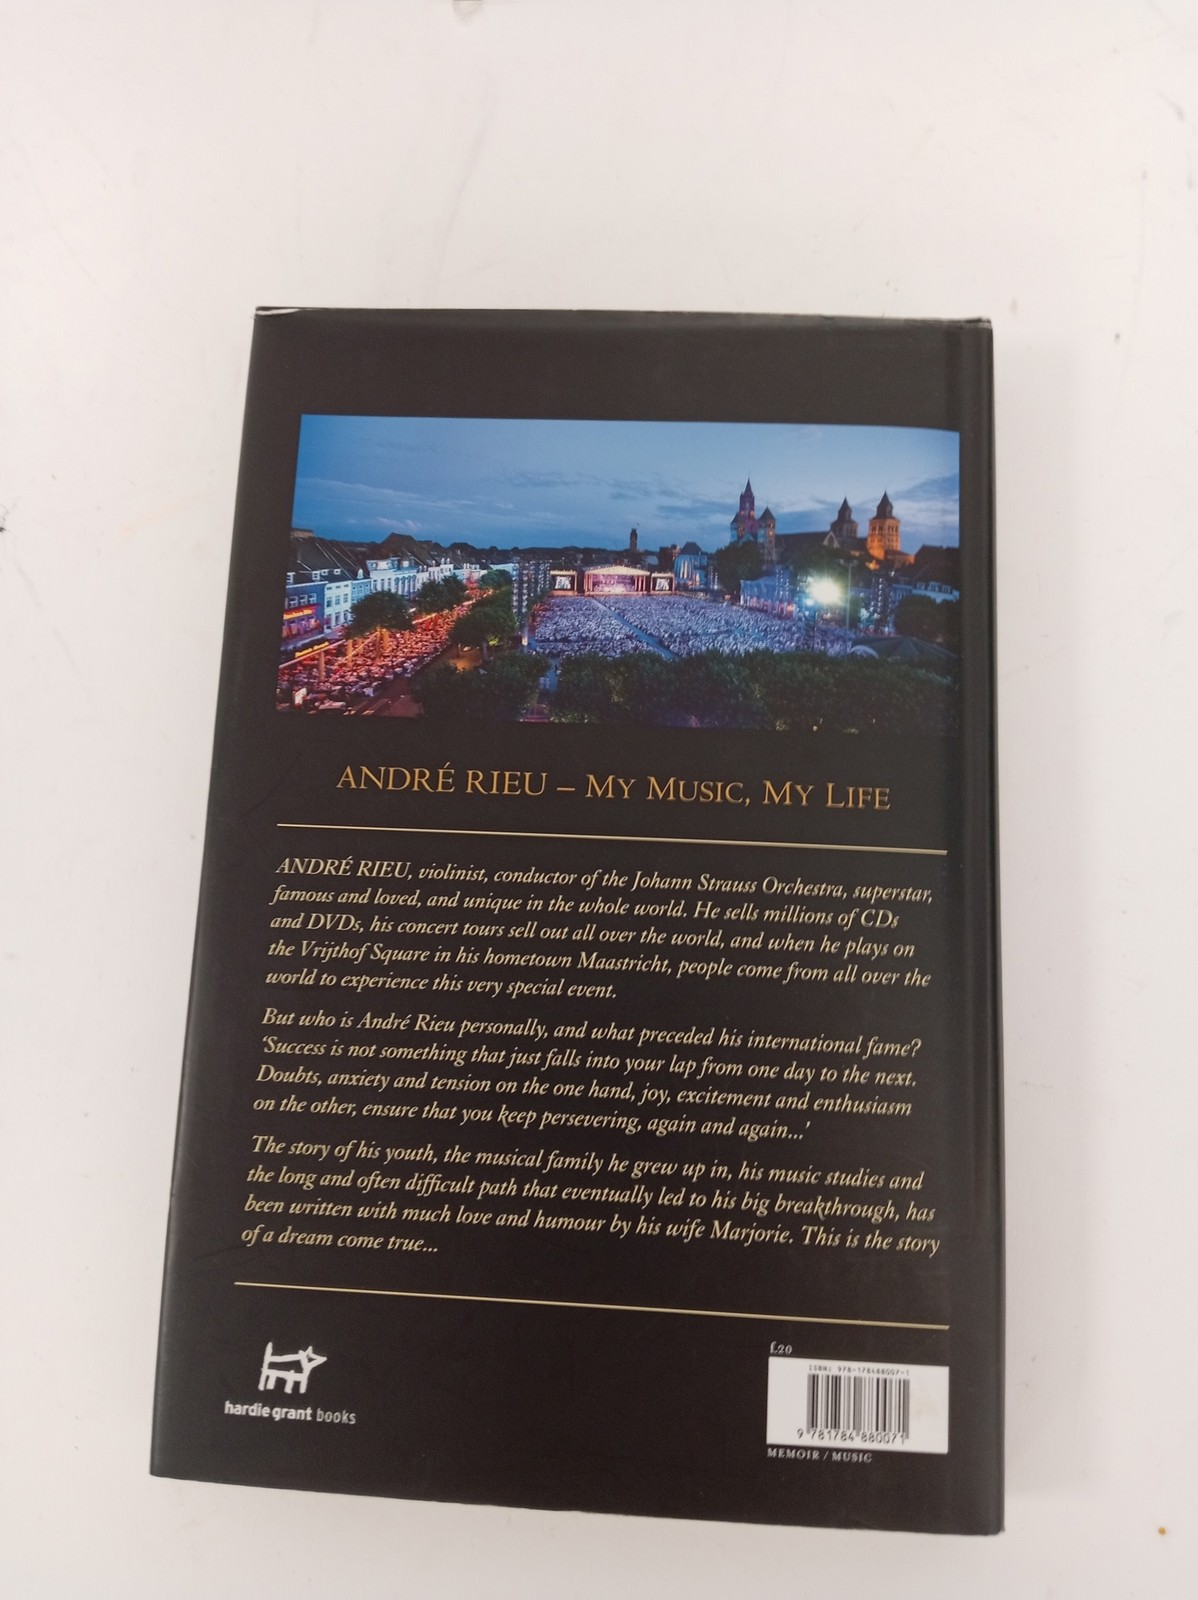 ANDRÉ RIEU – MY MUSIC, MY LIFE
ANDRÉ RIEU, violinist, conductor of the Johann Strauss Orchestra, superstar,
famous and loved, and unique in the whole world. He sells millions of CDs
and DVDs, his concert tours sell out all over the world, and when he plays on
the Vrijthof Square in his hometown Maastricht, people come from all over the
world to experience this very special event.
But who is André Rieu personally, and what preceded his international fame?
‘Success is not something that just falls into your lap from one day to the next.
Doubts, anxiety and tension on the one hand, joy, excitement and enthusiasm
on the other, ensure that you keep persevering, again and again...’
The story of his youth, the musical family he grew up in, his music studies and
the long and often difficult path that eventually led to his big breakthrough, has
been written with much love and humour by his wife Marjorie. This is the story
of a dream come true...
hardie grant books
£20
ISBN: 978-178488007-1
9 781784 880071
MEMOIR / MUSIC